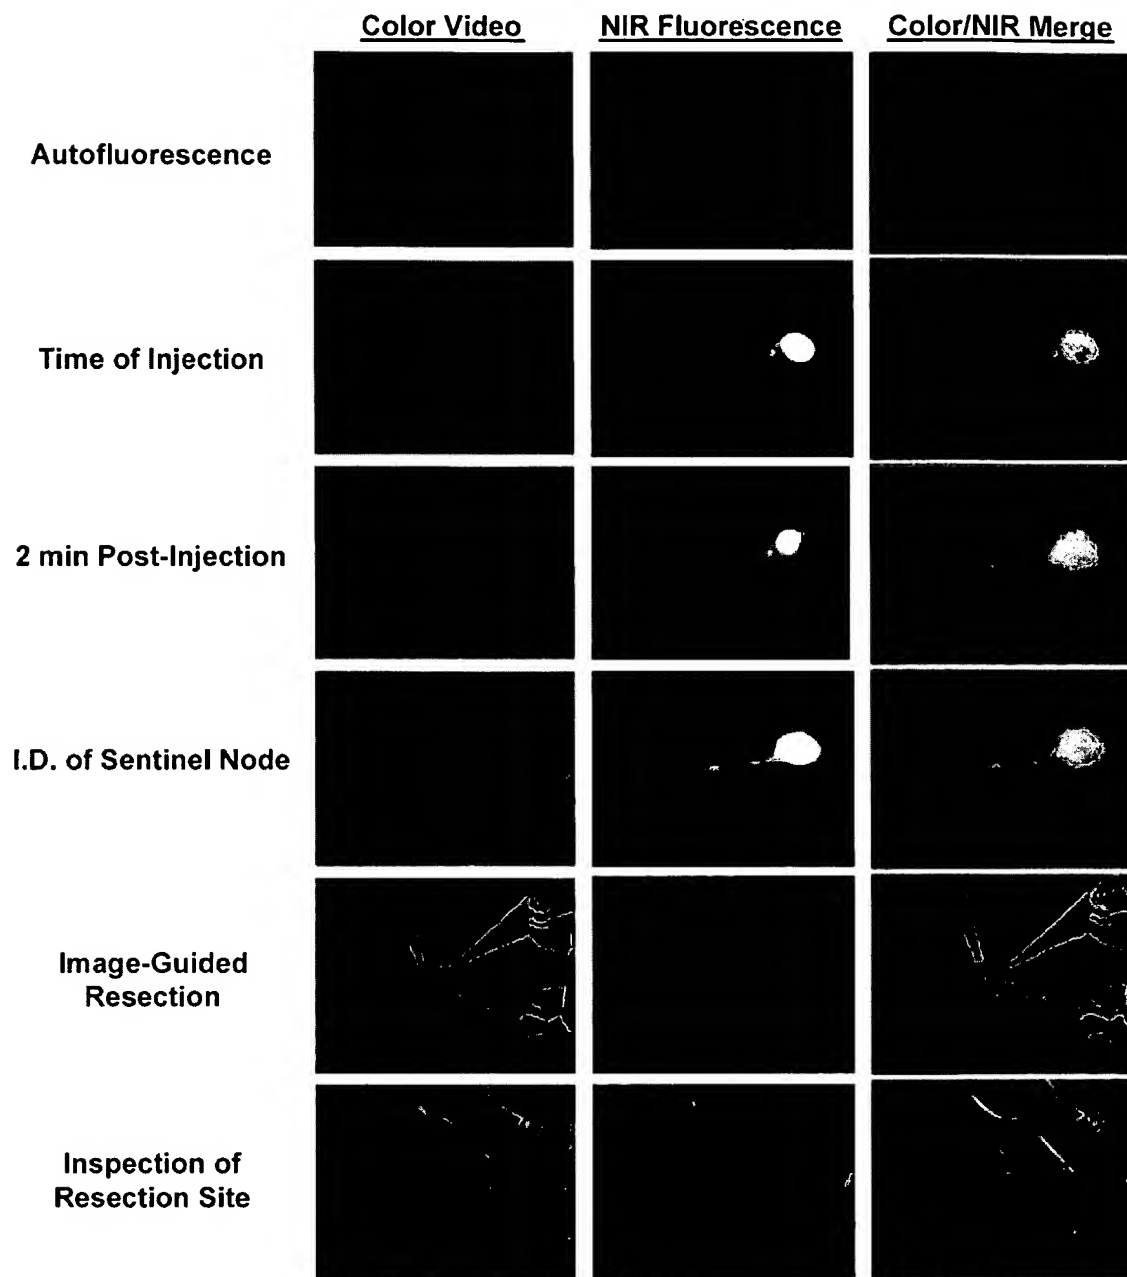 Color Video NIR Fluorescence Color/NIR Merge
Autofluorescence
Time of Injection
2 min Post-Injection
I.D. of Sentinel Node
Image-Guided
Resection
Inspection of
Resection Site